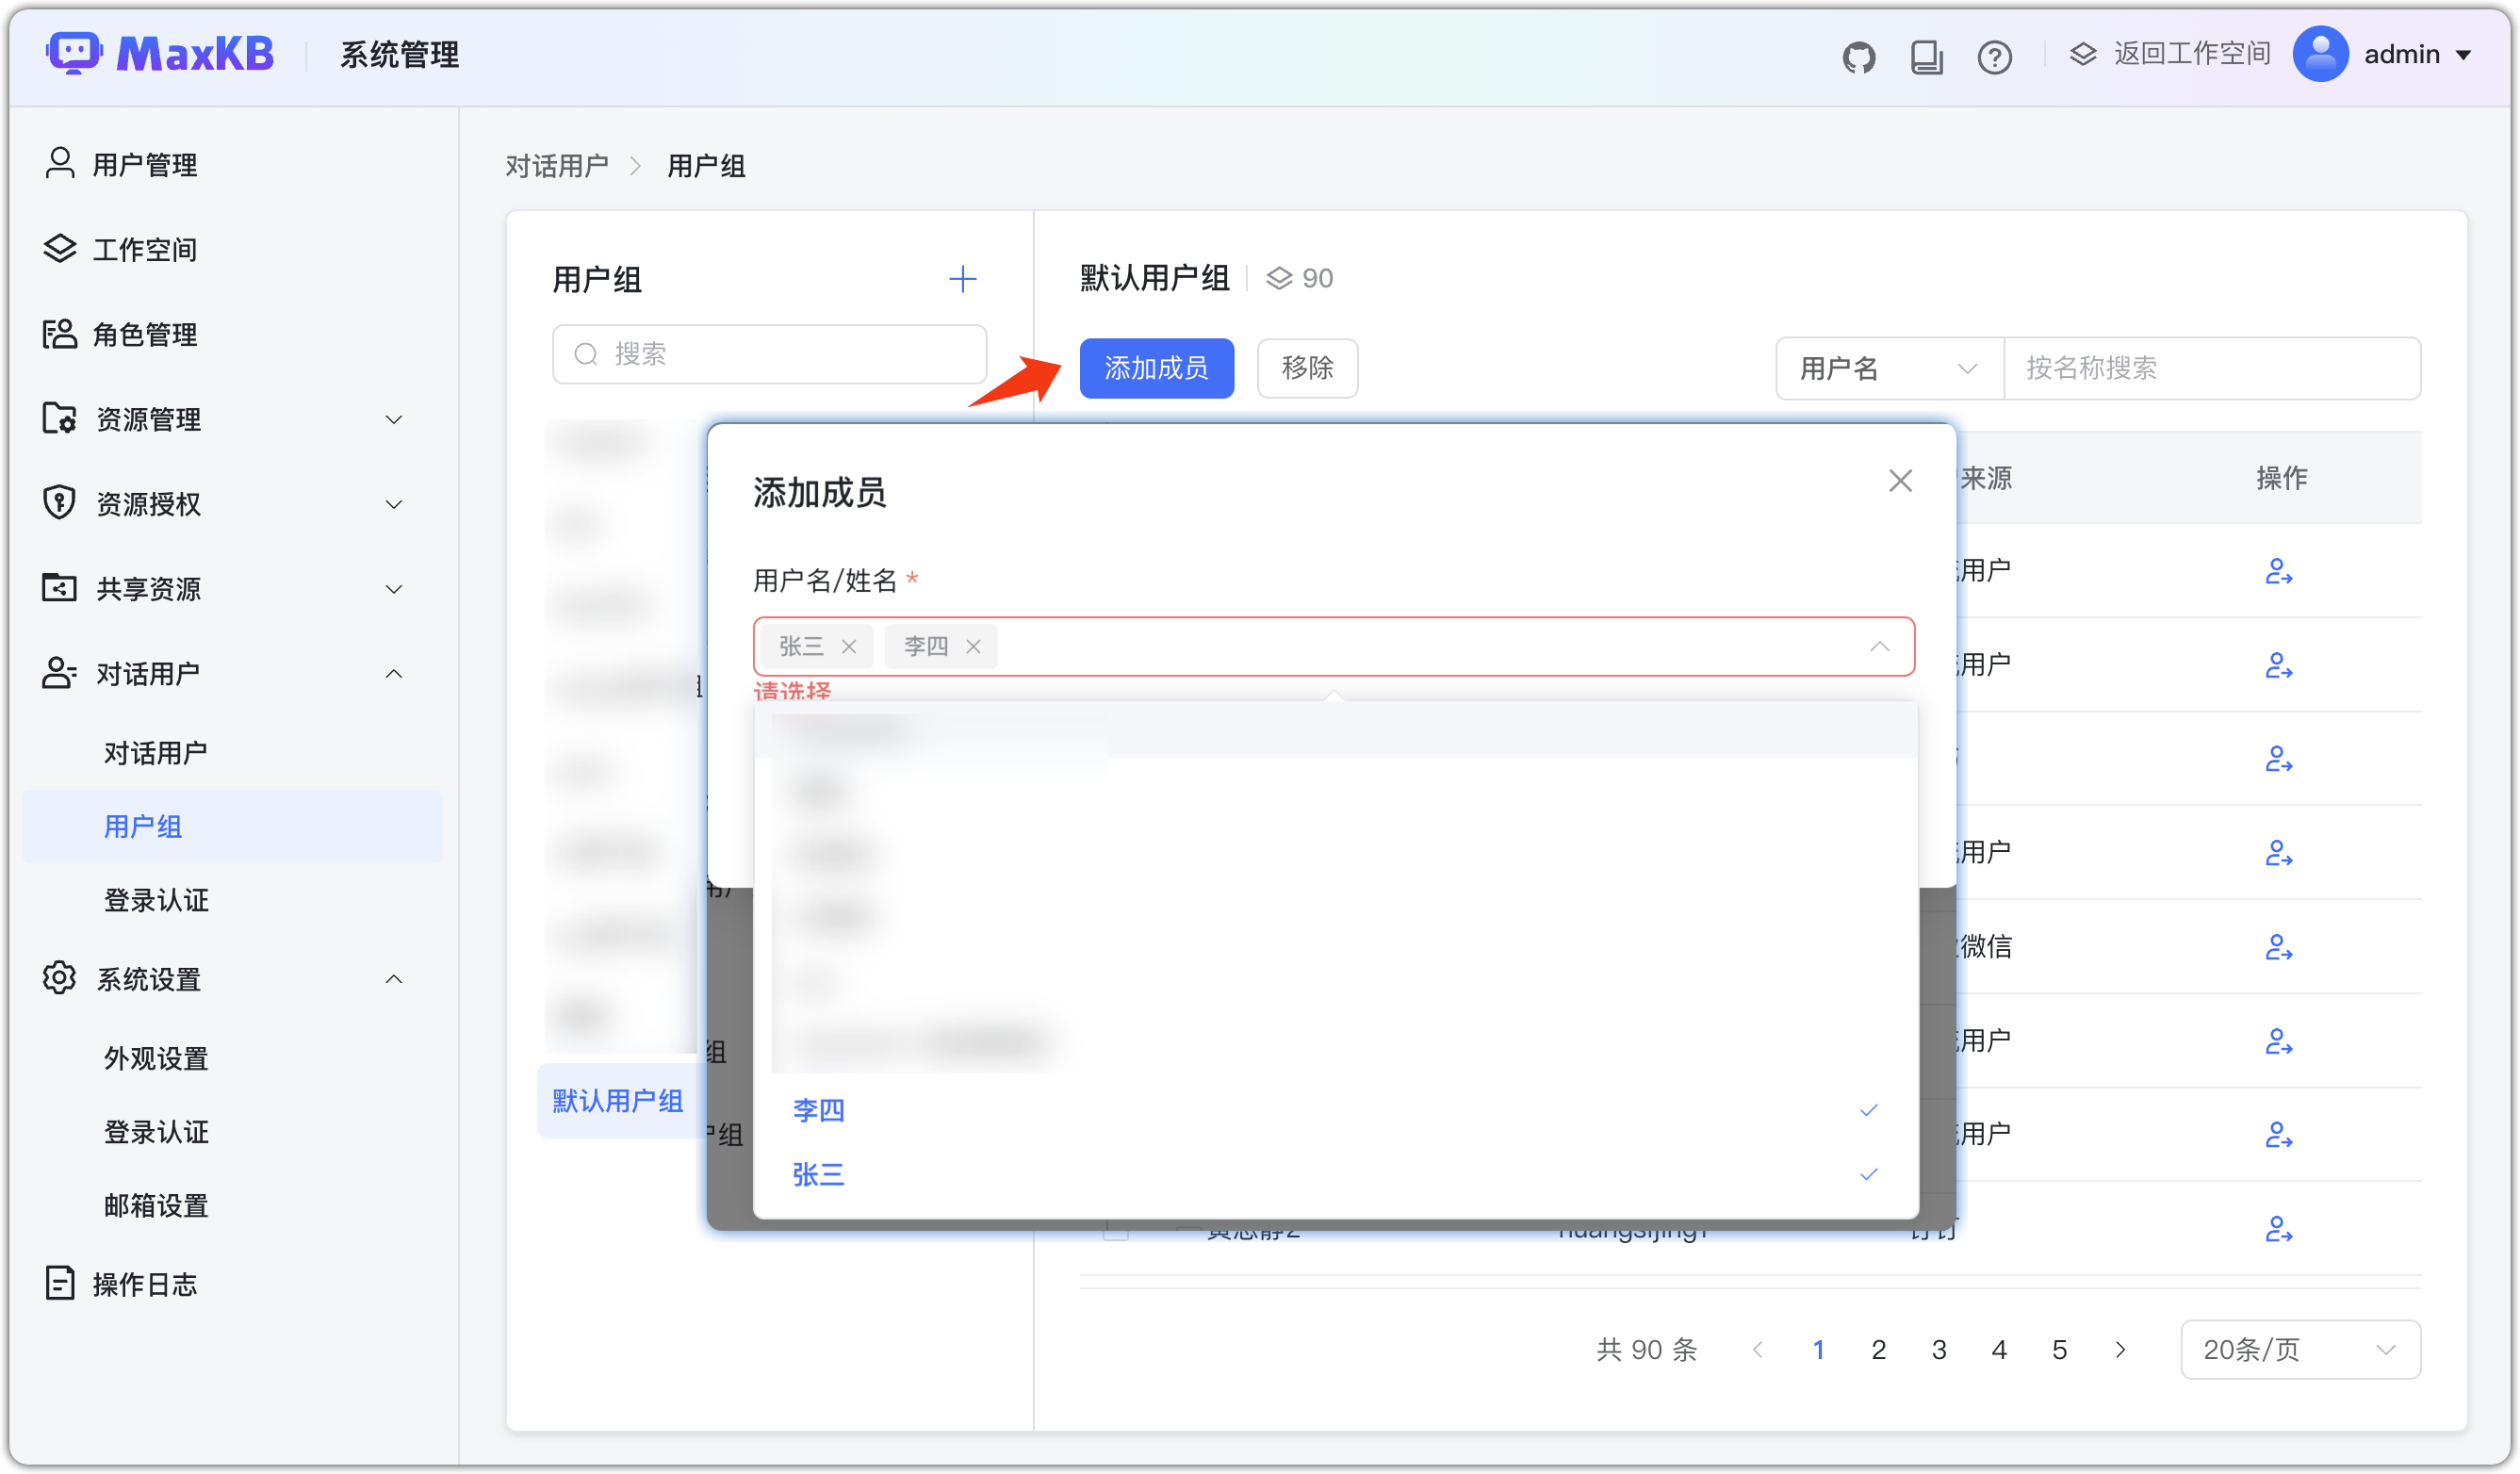 MaxKB
系统管理
返回工作空间
admin
用户管理
工作空间
角色管理
资源管理
资源授权
共享资源
对话用户
对话用户
用户组
登录认证
系统设置
外观设置
登录认证
邮箱设置
操作日志
对话用户 > 用户组
用户组
搜索
默认用户组
默认用户组
90
添加成员 移除
用户名
按名称搜索
来源 操作
用户
用户
用户
微信
用户
用户
钉钉
添加成员
用户名/姓名 *
张三 李四
请选择
李四
张三
组
组
huangsijing1
共 90 条
1 2 3 4 5
20条/页